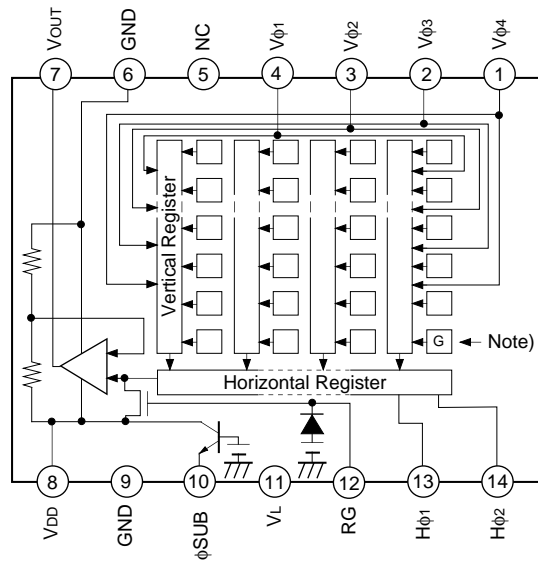 VOUT
GND
NC
Vϕ1
Vϕ2
Vϕ3
Vϕ4
7
6
5
4
3
2
1
Vertical Register
G
Note)
Horizontal Register
8
9
10
11
12
13
14
VDD
GND
ϕSUB
VL
RG
Hϕ1
Hϕ2